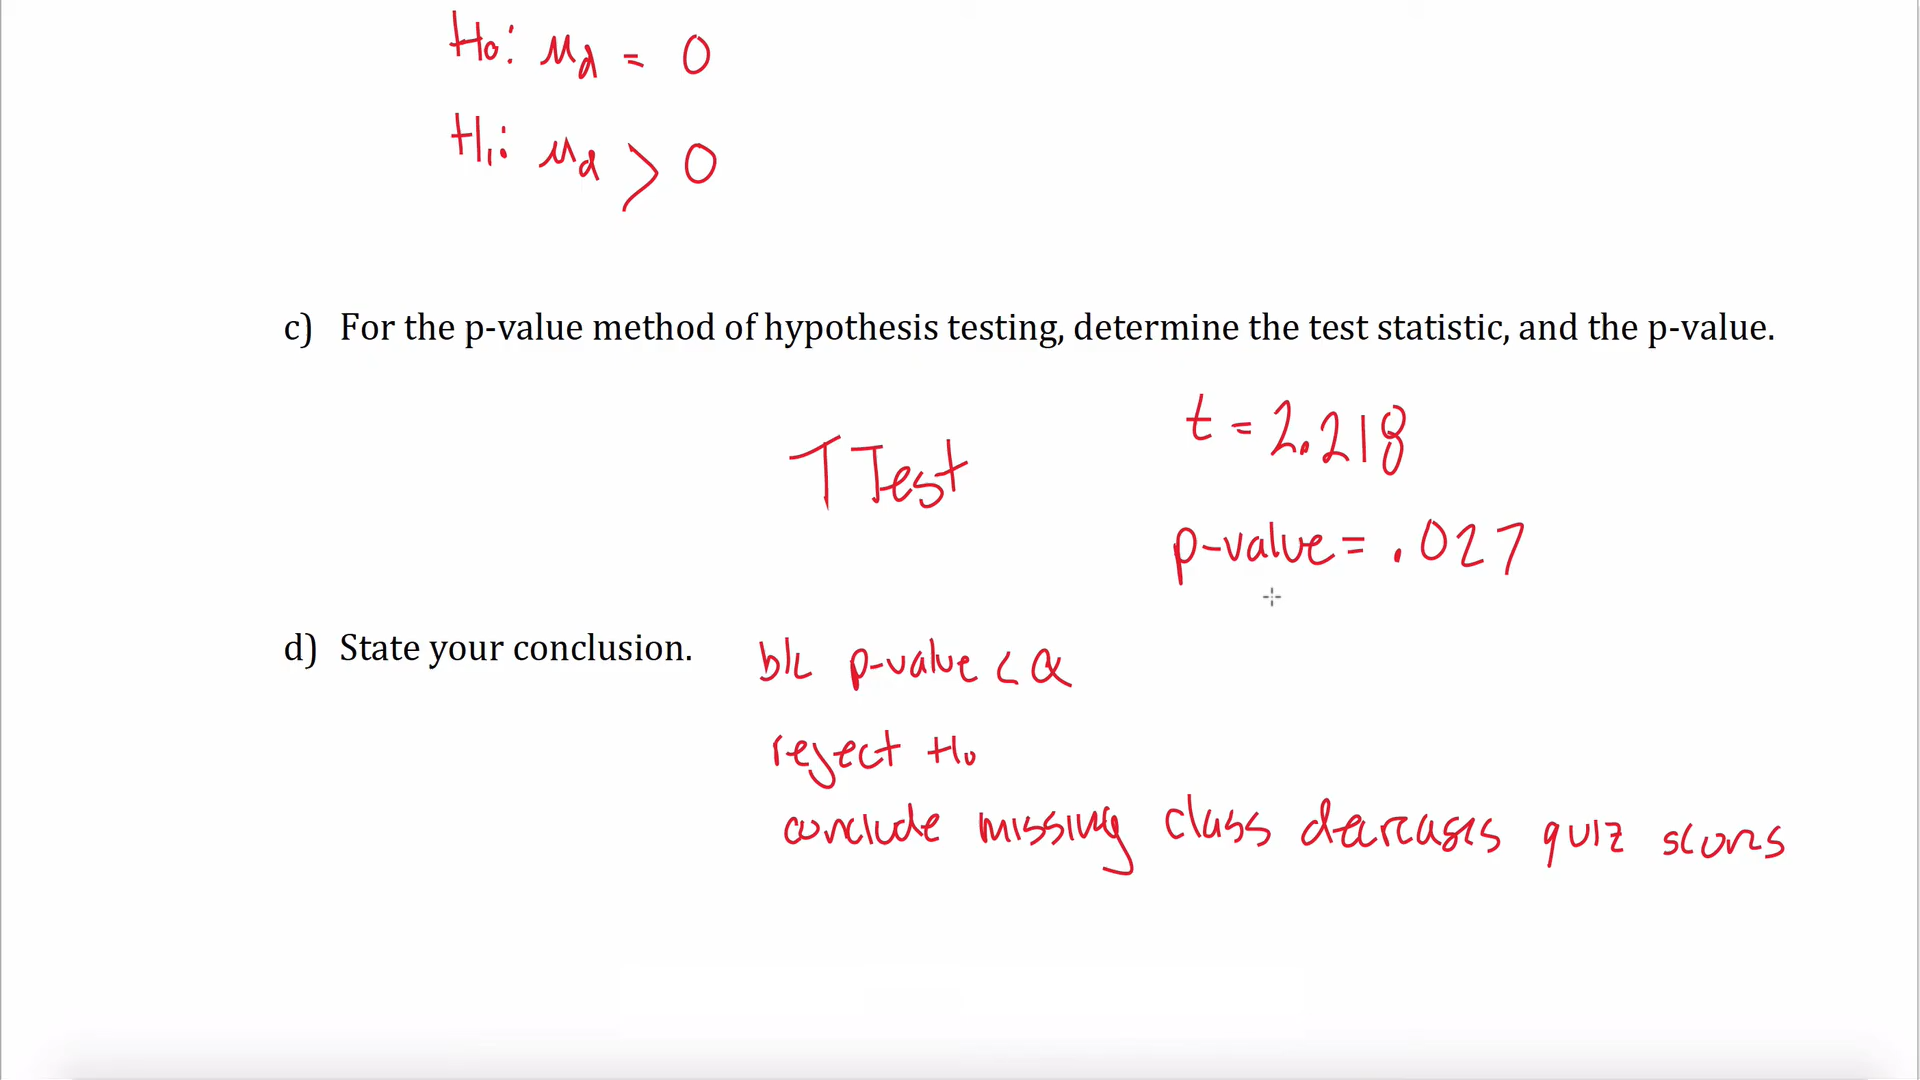 H₀: μd = 0
H₁: μd > 0
c) For the p-value method of hypothesis testing, determine the test statistic, and the p-value.
t = 2.218
T Test
p-value = .027
d) State your conclusion.
b/c p-value < α
reject H₀
conclude missing class decreases quiz scores